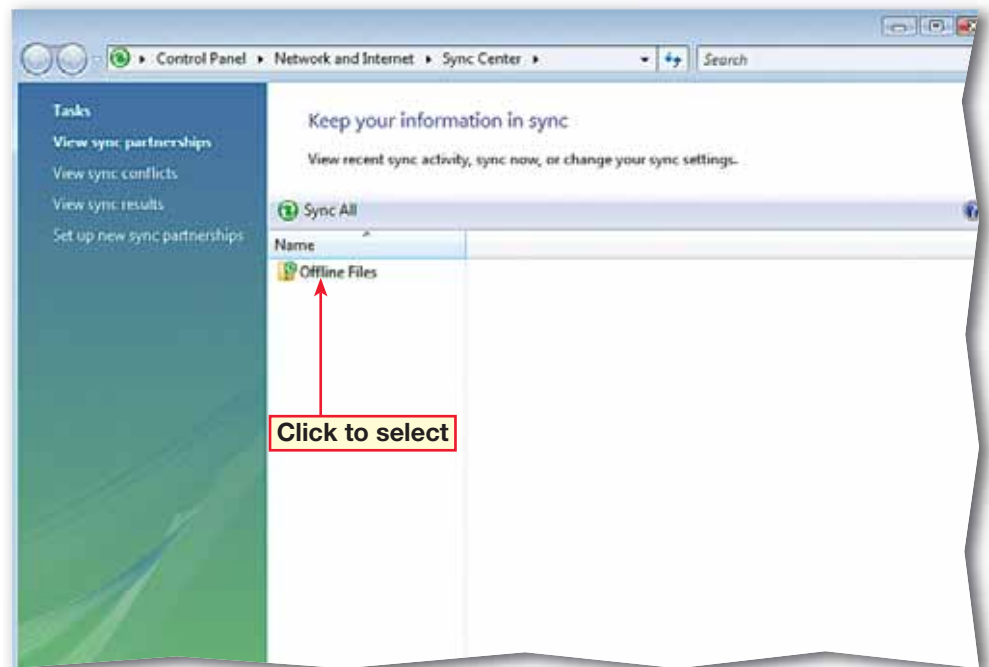 Control Panel Network and Internet Sync Center Search
Tasks
View sync partnerships
View sync conflicts
View sync results
Set up new sync partnerships
Keep your information in sync
View recent sync activity, sync now, or change your sync settings.
Sync All
Name
Offline Files
Click to select